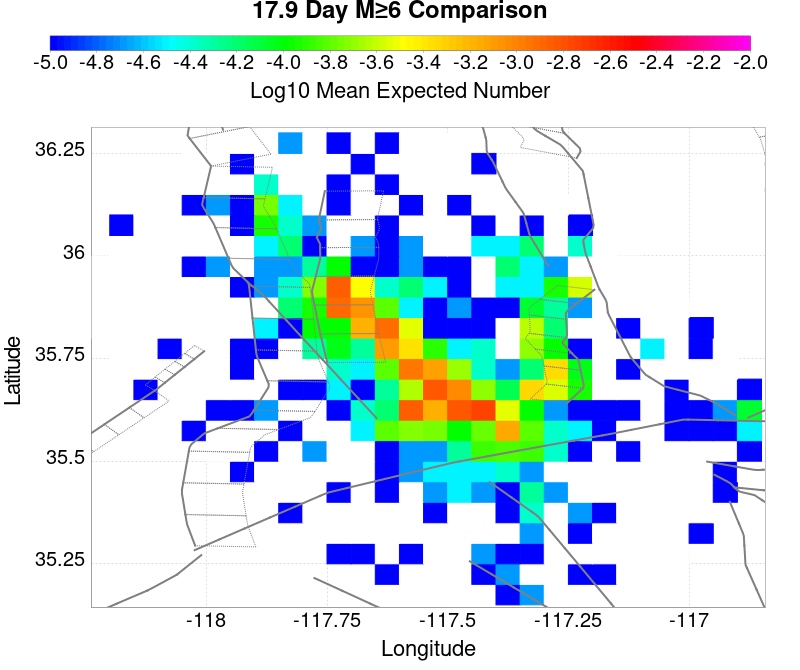 17.9 Day M≥6 Comparison
-5.0 -4.8 -4.6 -4.4 -4.2 -4.0 -3.8 -3.6 -3.4 -3.2 -3.0 -2.8 -2.6 -2.4 -2.2 -2.0
Log10 Mean Expected Number
36.25
36
35.75
35.5
35.25
Latitude
-118 -117.75 -117.5 -117.25 -117
Longitude